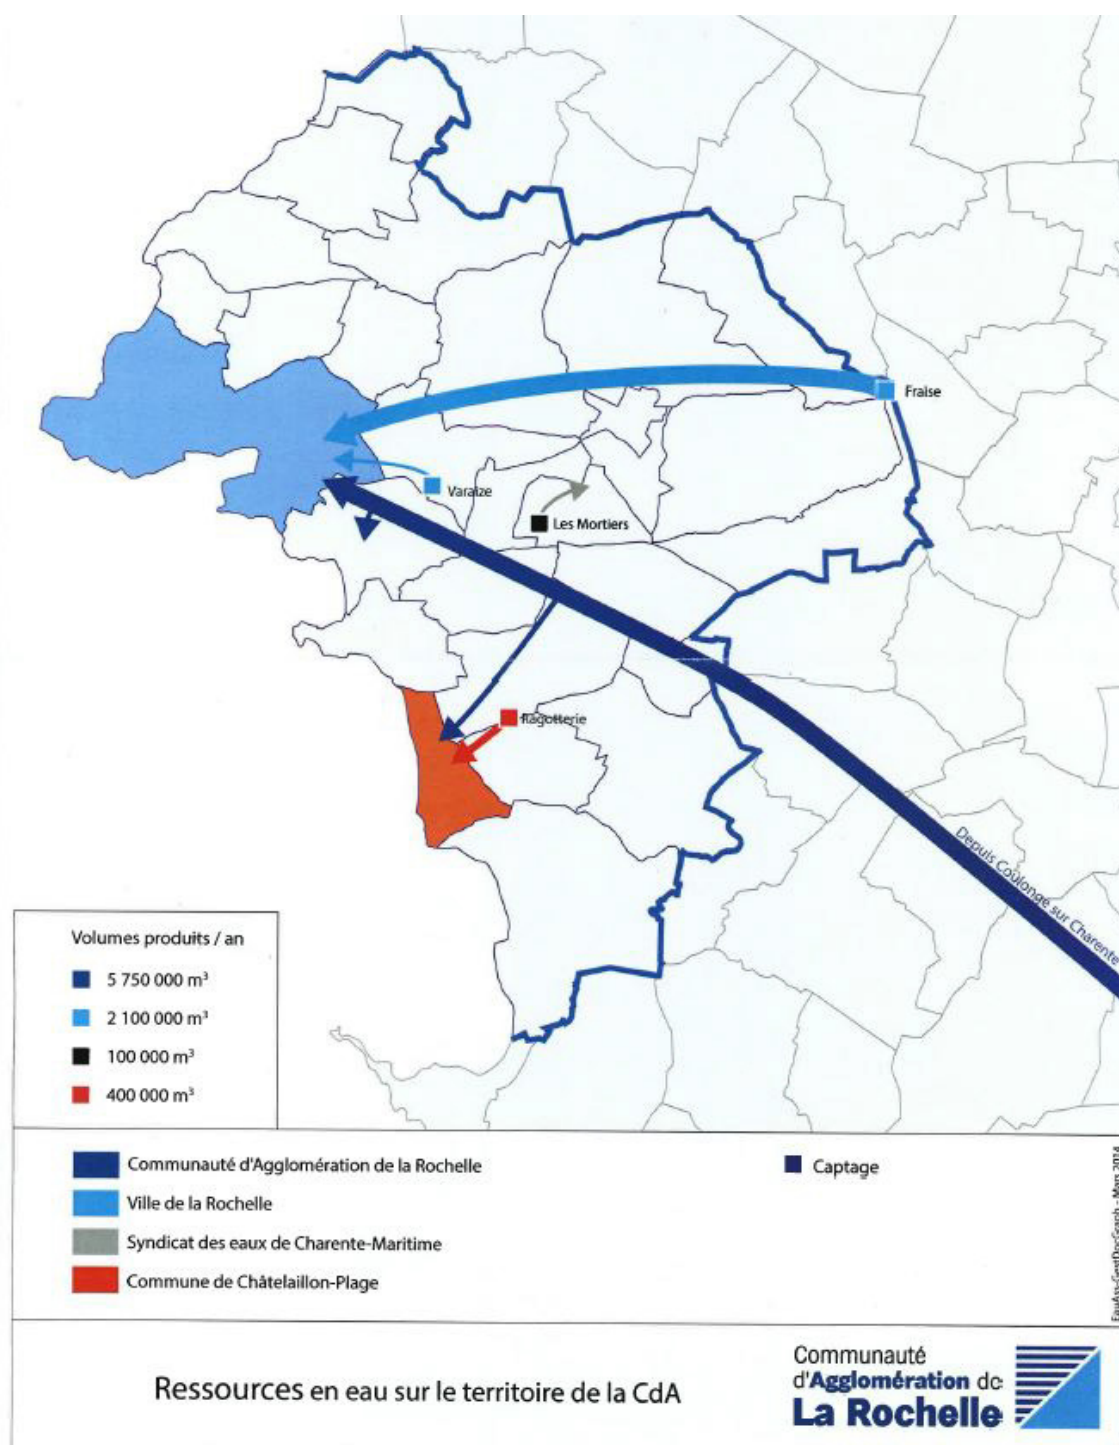 Fraise
Varaize
Les Mortiers
Ragotterie
Depuis Coulonge sur Charente
Volumes produits / an
5 750 000 m³
2 100 000 m³
100 000 m³
400 000 m³
Communauté d'Agglomération de la Rochelle
Captage
Ville de la Rochelle
Syndicat des eaux de Charente-Maritime
Commune de Châtelaillon-Plage
Mars 2014
Ressources en eau sur le territoire de la CdA
Communauté
d'Agglomération de
La Rochelle